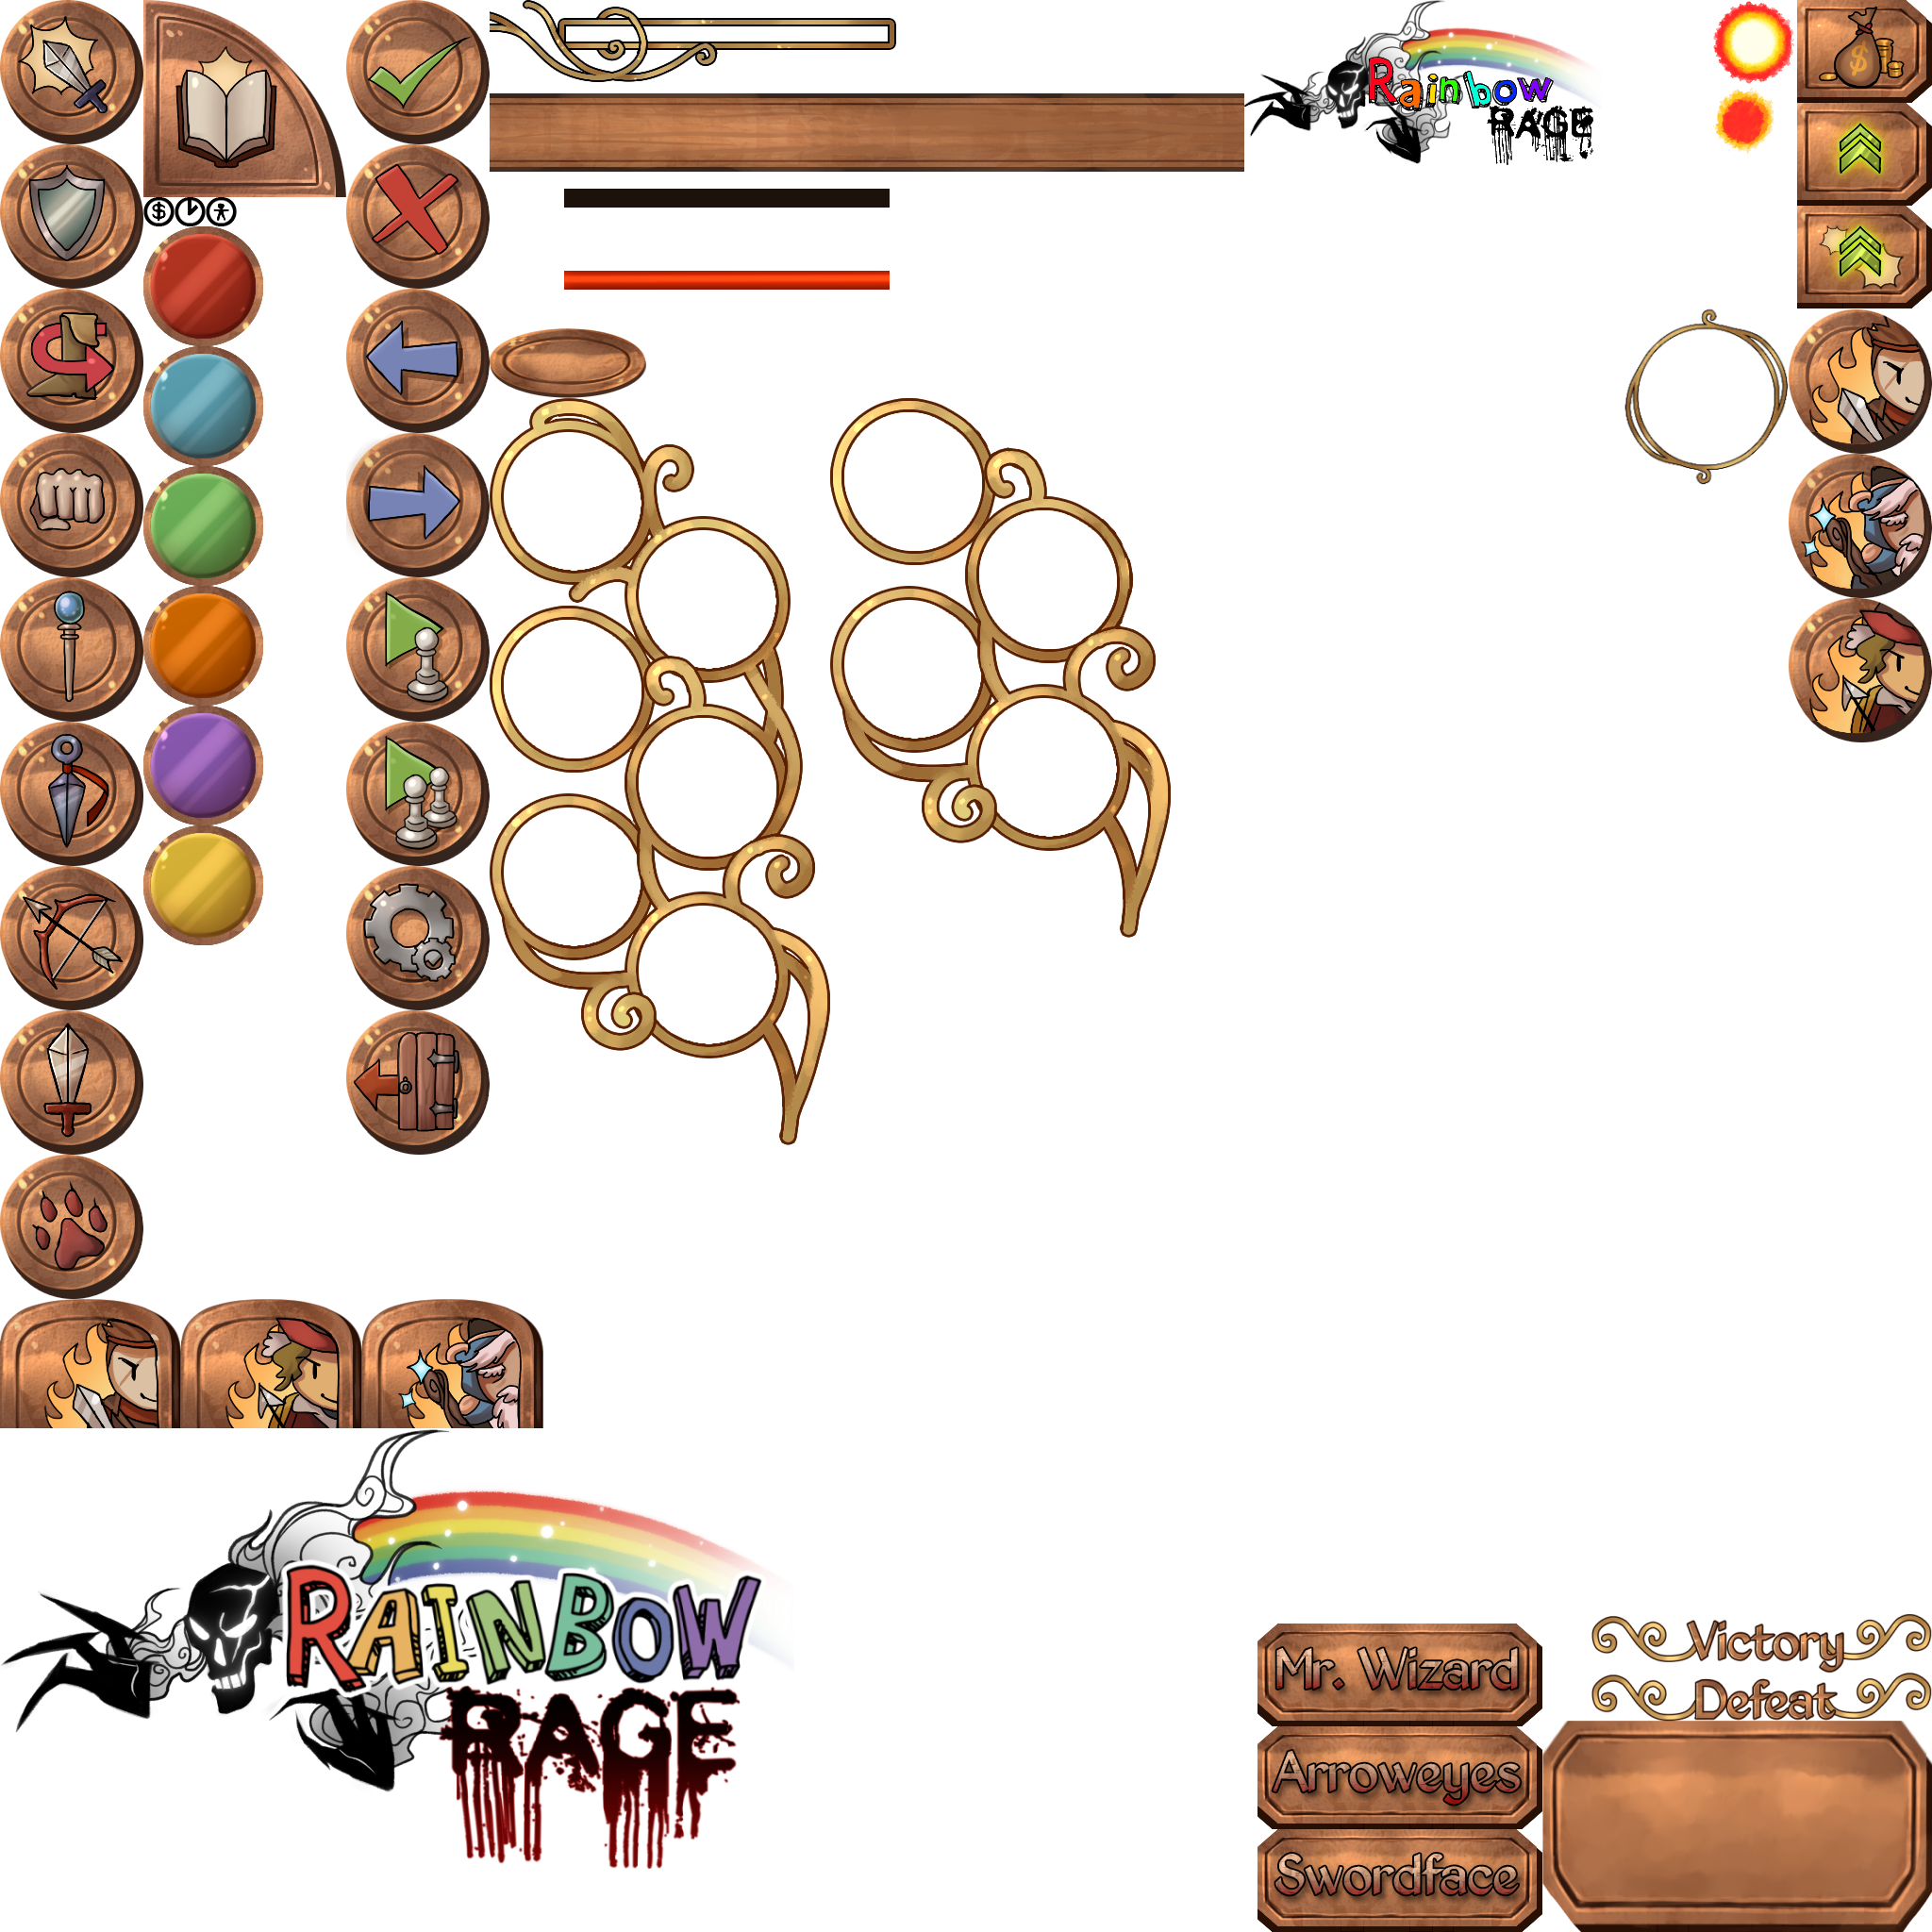 Rainbow
RAGE
$
$
RAINBOW
RAGE
Victory
Mr. Wizard
Defeat
Arroweyes
Swordface